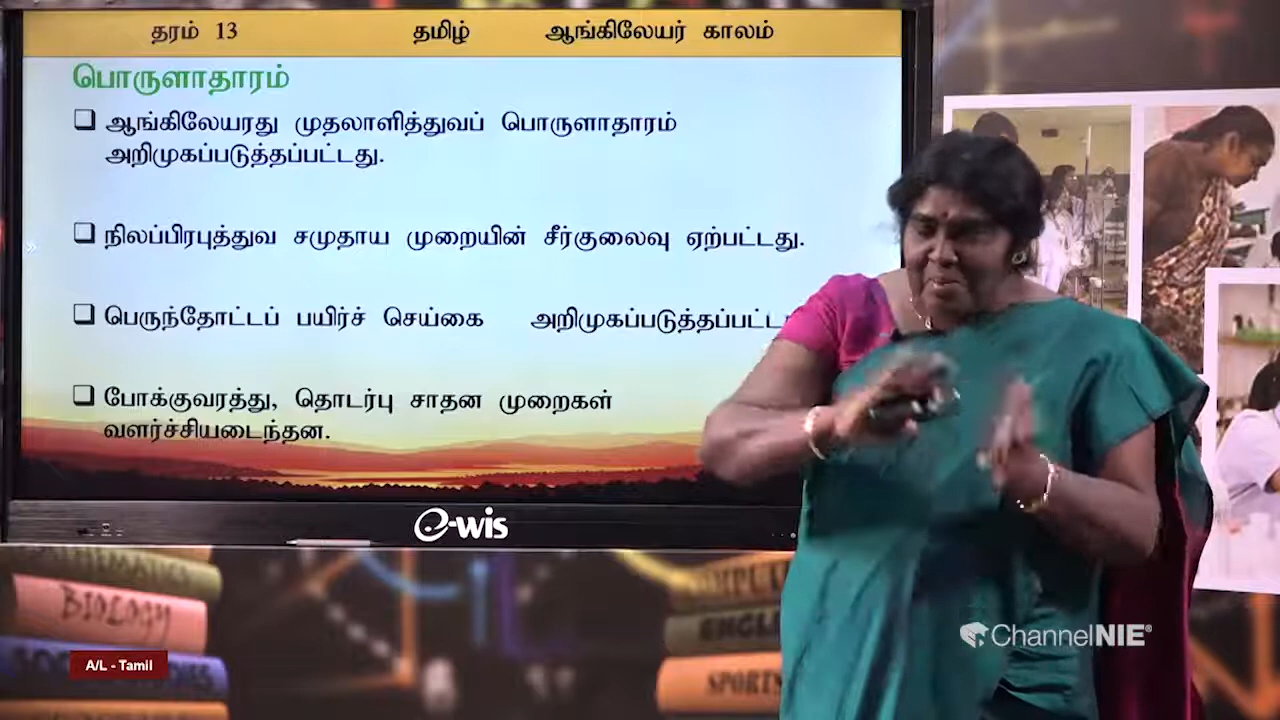 தரம் 13 தமிழ் ஆங்கிலேயர் காலம்
பொருளாதாரம்
❑ ஆங்கிலேயரது முதலாளித்துவப் பொருளாதாரம்
அறிமுகப்படுத்தப்பட்டது.
❑ நிலப்பிரபுத்துவ சமுதாய முறையின் சீர்குலைவு ஏற்பட்டது.
❑ பெருந்தோட்டப் பயிர்ச் செய்கை
❑ போக்குவரத்து, தொடர்பு சாதன முறைகள்
வளர்ச்சியடைந்தன.
e-wis
BIOLOGY
SPORTS
ChannelNIE®
A/L - Tamil